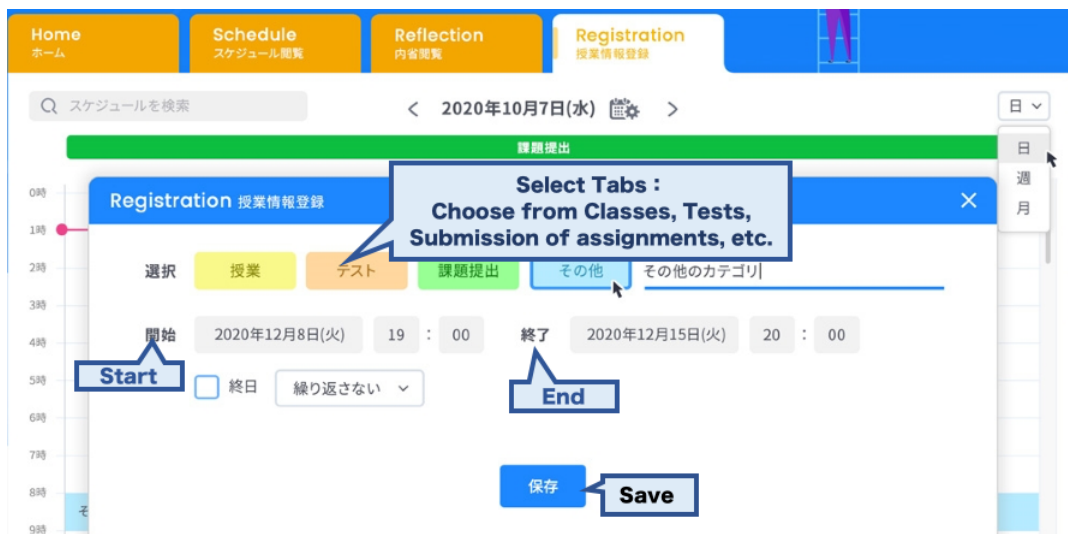 Home
ホーム
Schedule
スケジュール閲覧
Reflection
内省閲覧
Registration
授業情報登録
スケジュールを検索
< 2020年10月7日(水) >
日
日
週
月
課題提出
0時
1時
2時
3時
4時
5時
6時
7時
8時
9時
そ
Registration 授業情報登録
Select Tabs :
Choose from Classes, Tests,
Submission of assignments, etc.
選択 授業 テスト 課題提出 その他 その他のカテゴリ
開始 2020年12月8日(火) 19 : 00 終了 2020年12月15日(火) 20 : 00
Start
End
終日 繰り返さない
保存
Save